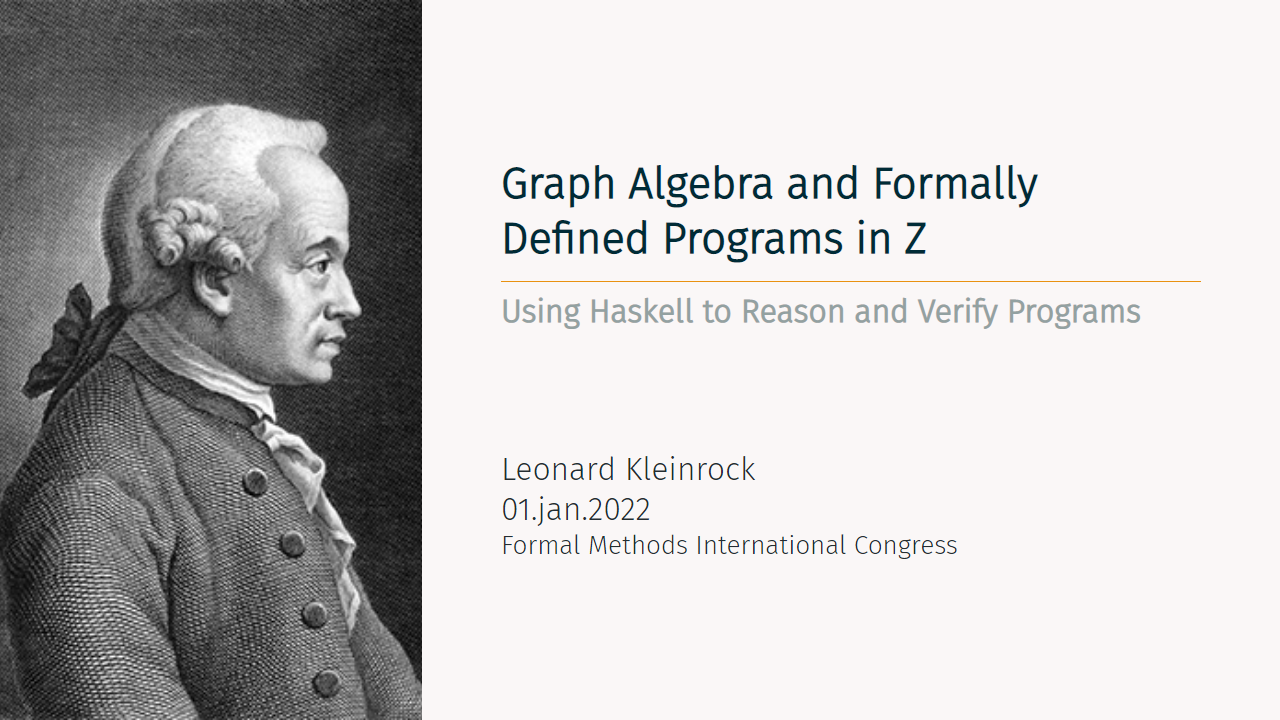 Graph Algebra and Formally
Defined Programs in Z
Using Haskell to Reason and Verify Programs
Leonard Kleinrock
01.jan.2022
Formal Methods International Congress